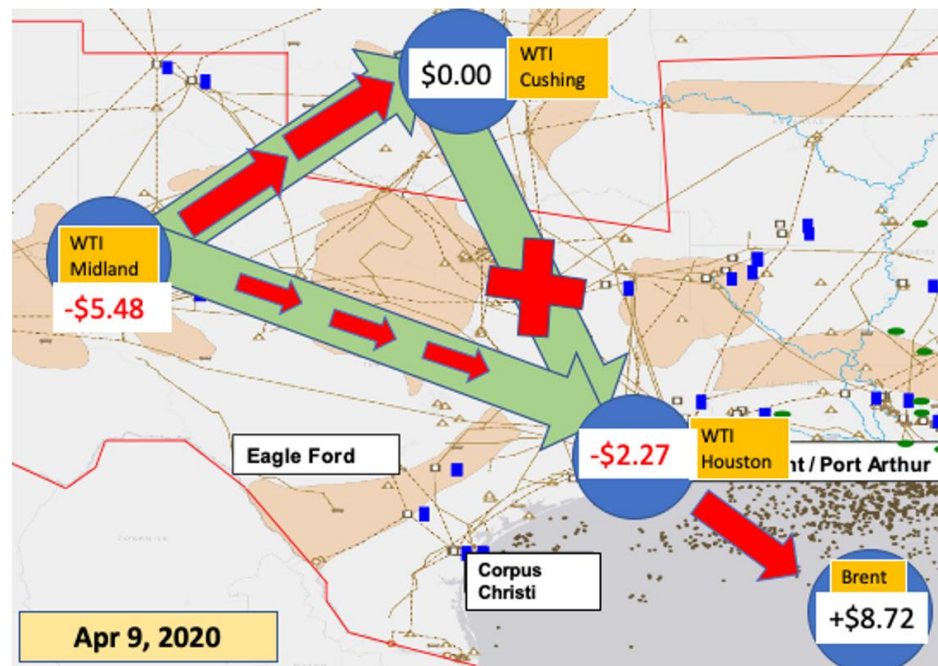 $0.00
WTI
Cushing
WTI
Midland
-$5.48
Eagle Ford
-$2.27
WTI
Houston
nt / Port Arthur
Corpus
Christi
Brent
+$8.72
Apr 9, 2020